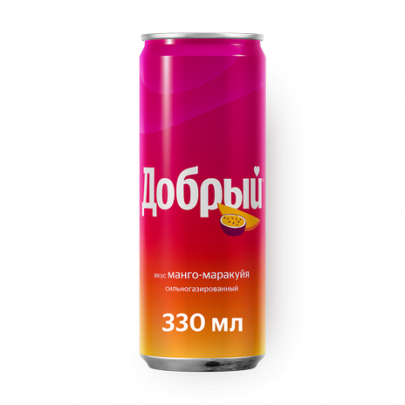 Добрый
вкус манго-маракуйя
сильногазированный
330 мл